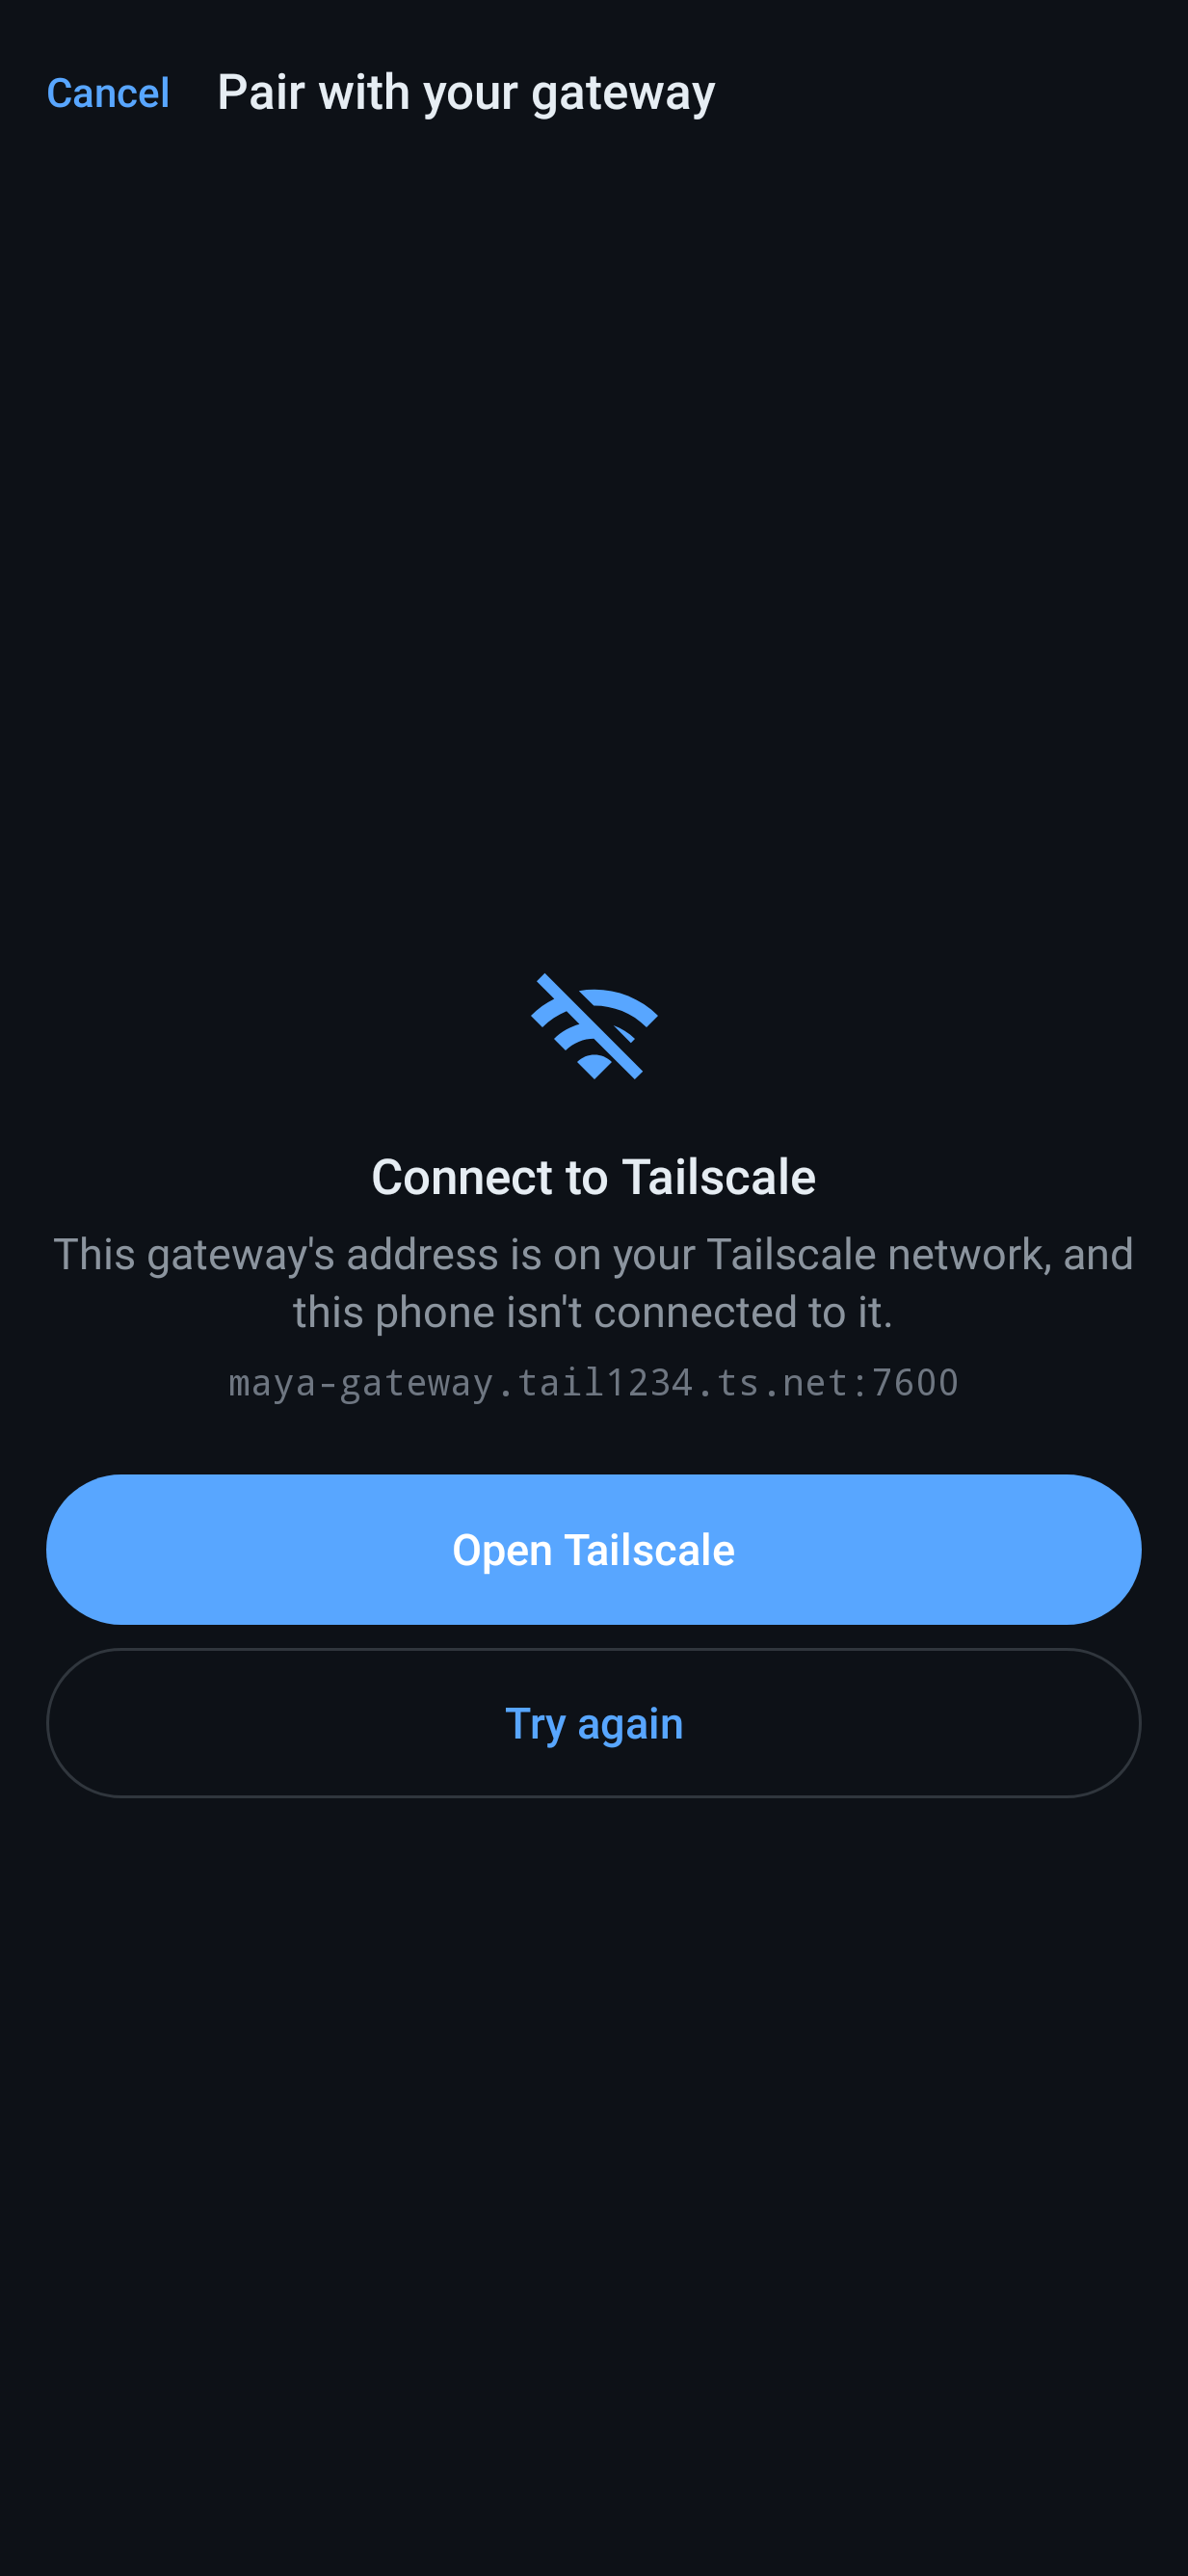 Cancel Pair with your gateway
Connect to Tailscale
This gateway's address is on your Tailscale network, and
this phone isn't connected to it.
maya-gateway.tail1234.ts.net:7600
Open Tailscale
Try again